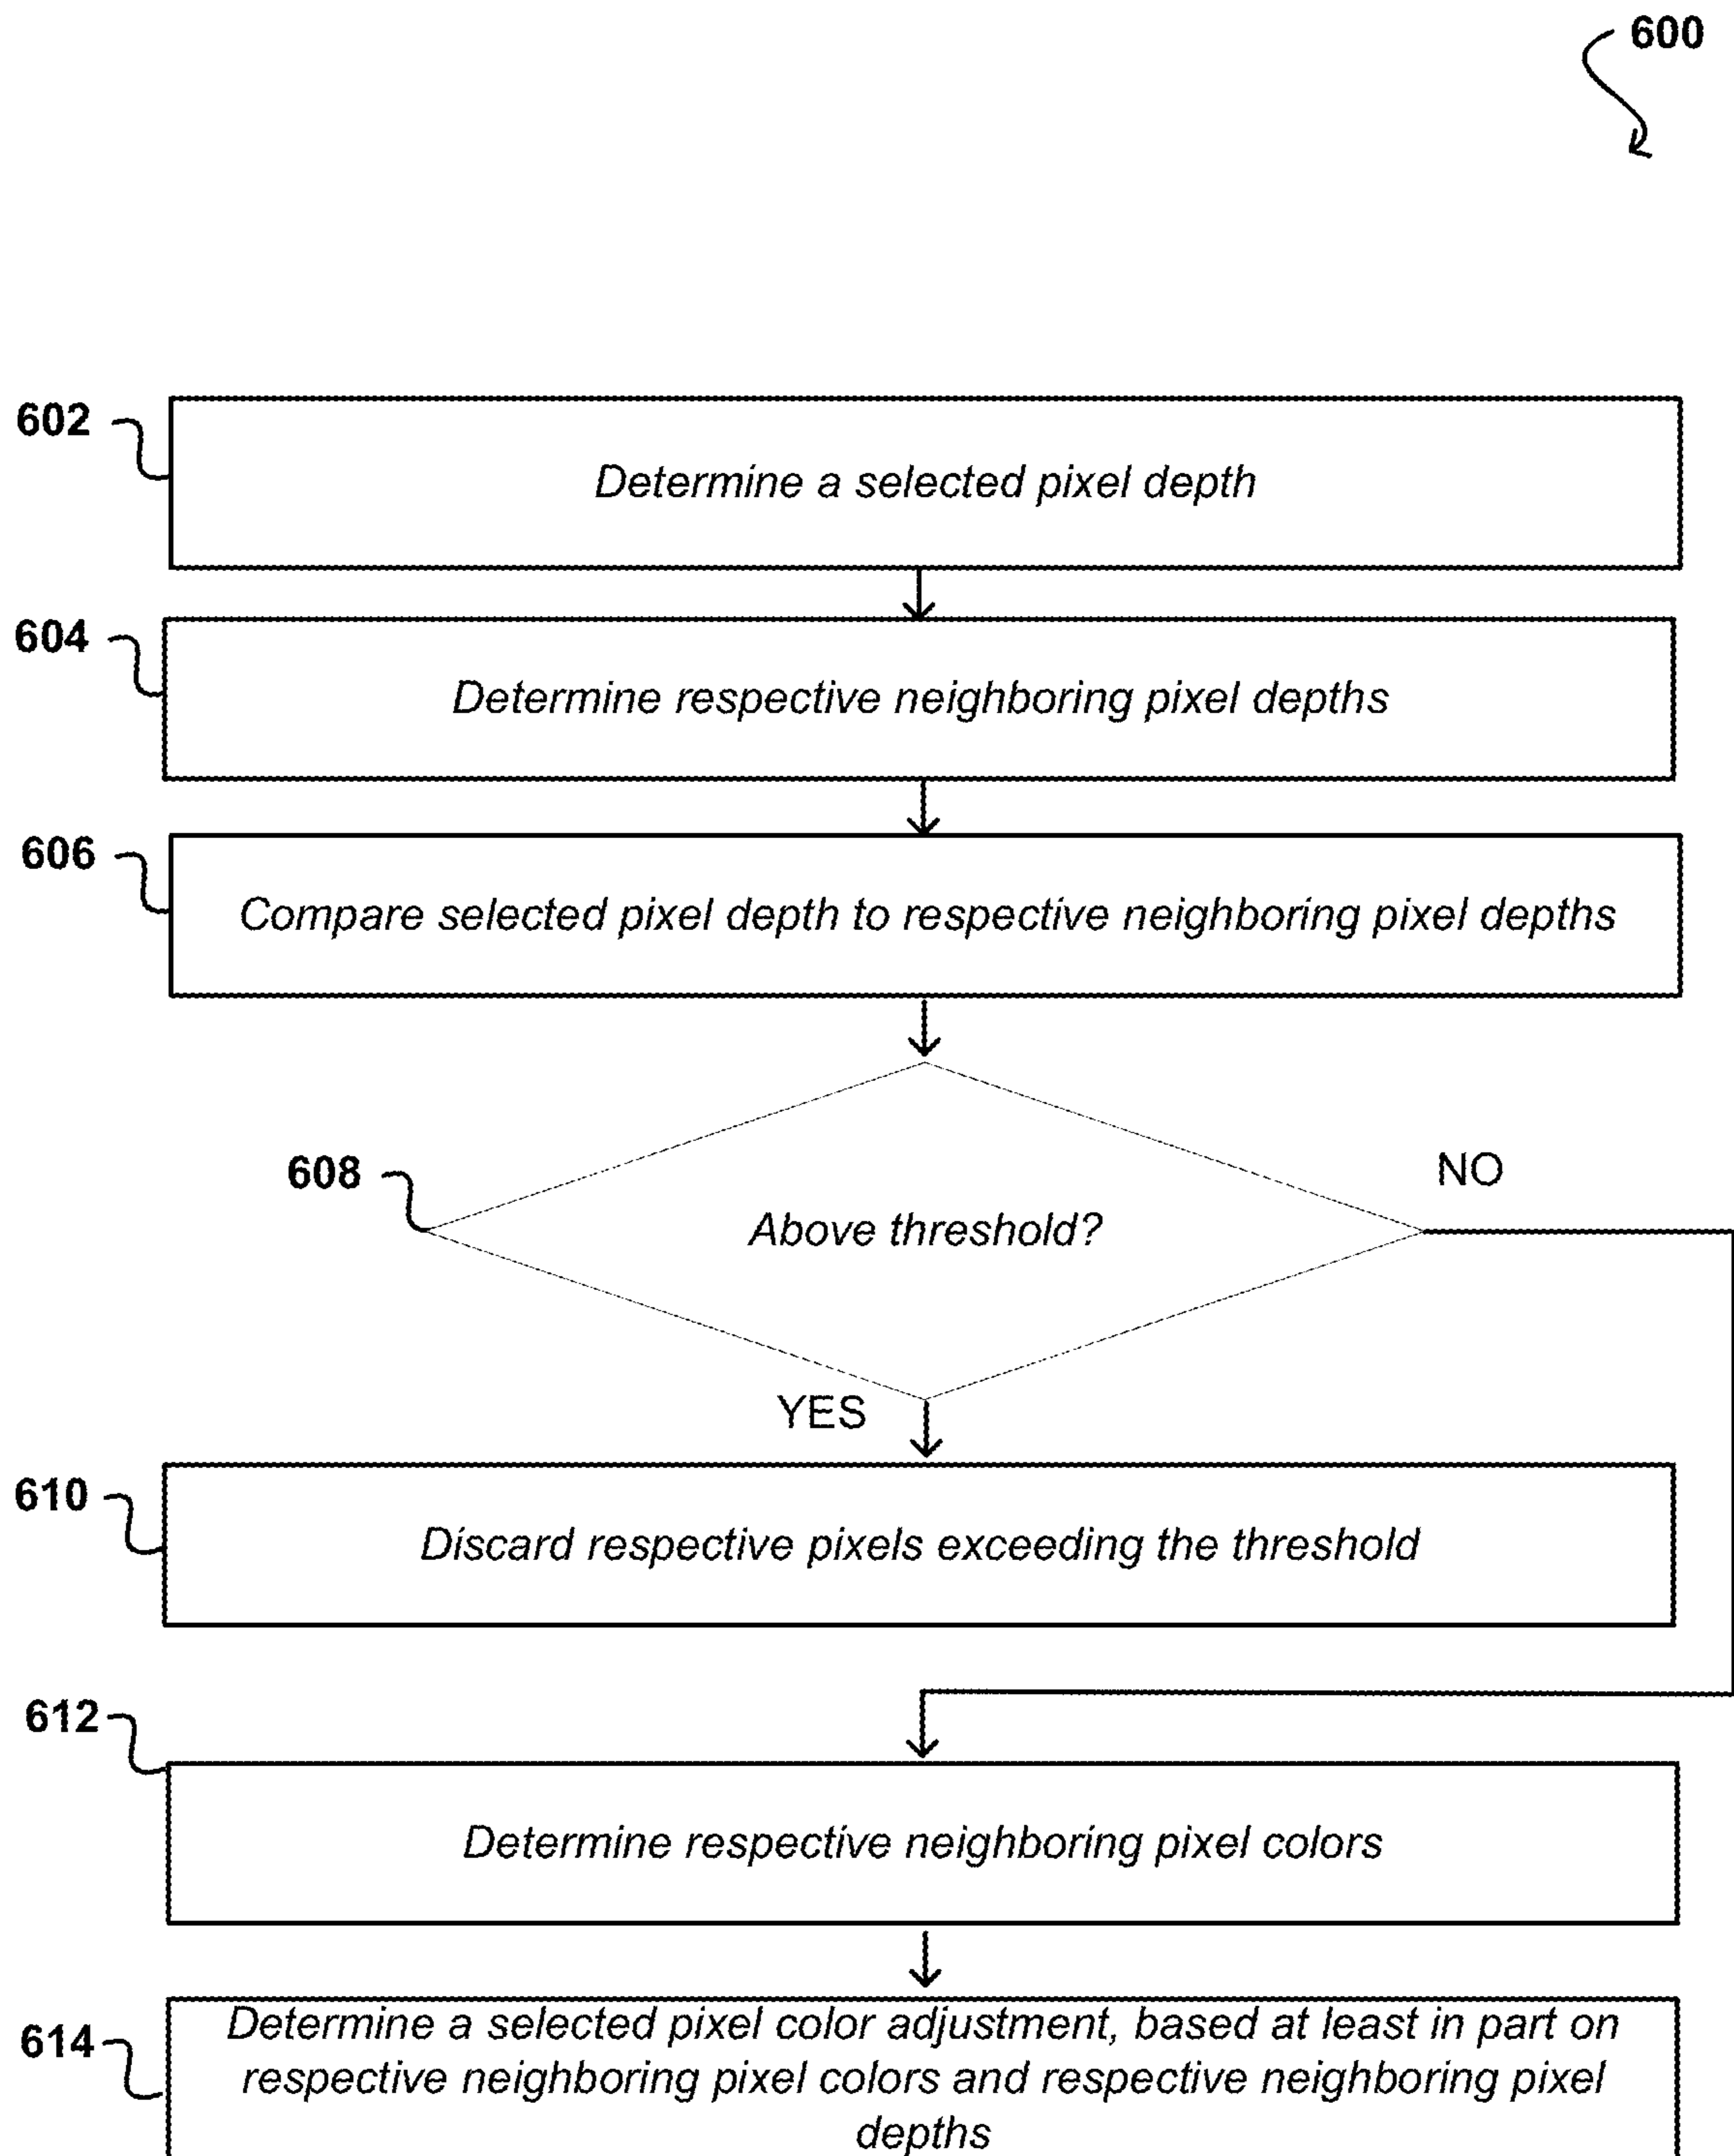 600
602
Determine a selected pixel depth
604
Determine respective neighboring pixel depths
606
Compare selected pixel depth to respective neighboring pixel depths
608
Above threshold?
NO
YES
610
Discard respective pixels exceeding the threshold
612
Determine respective neighboring pixel colors
614
Determine a selected pixel color adjustment, based at least in part on
respective neighboring pixel colors and respective neighboring pixel
depths